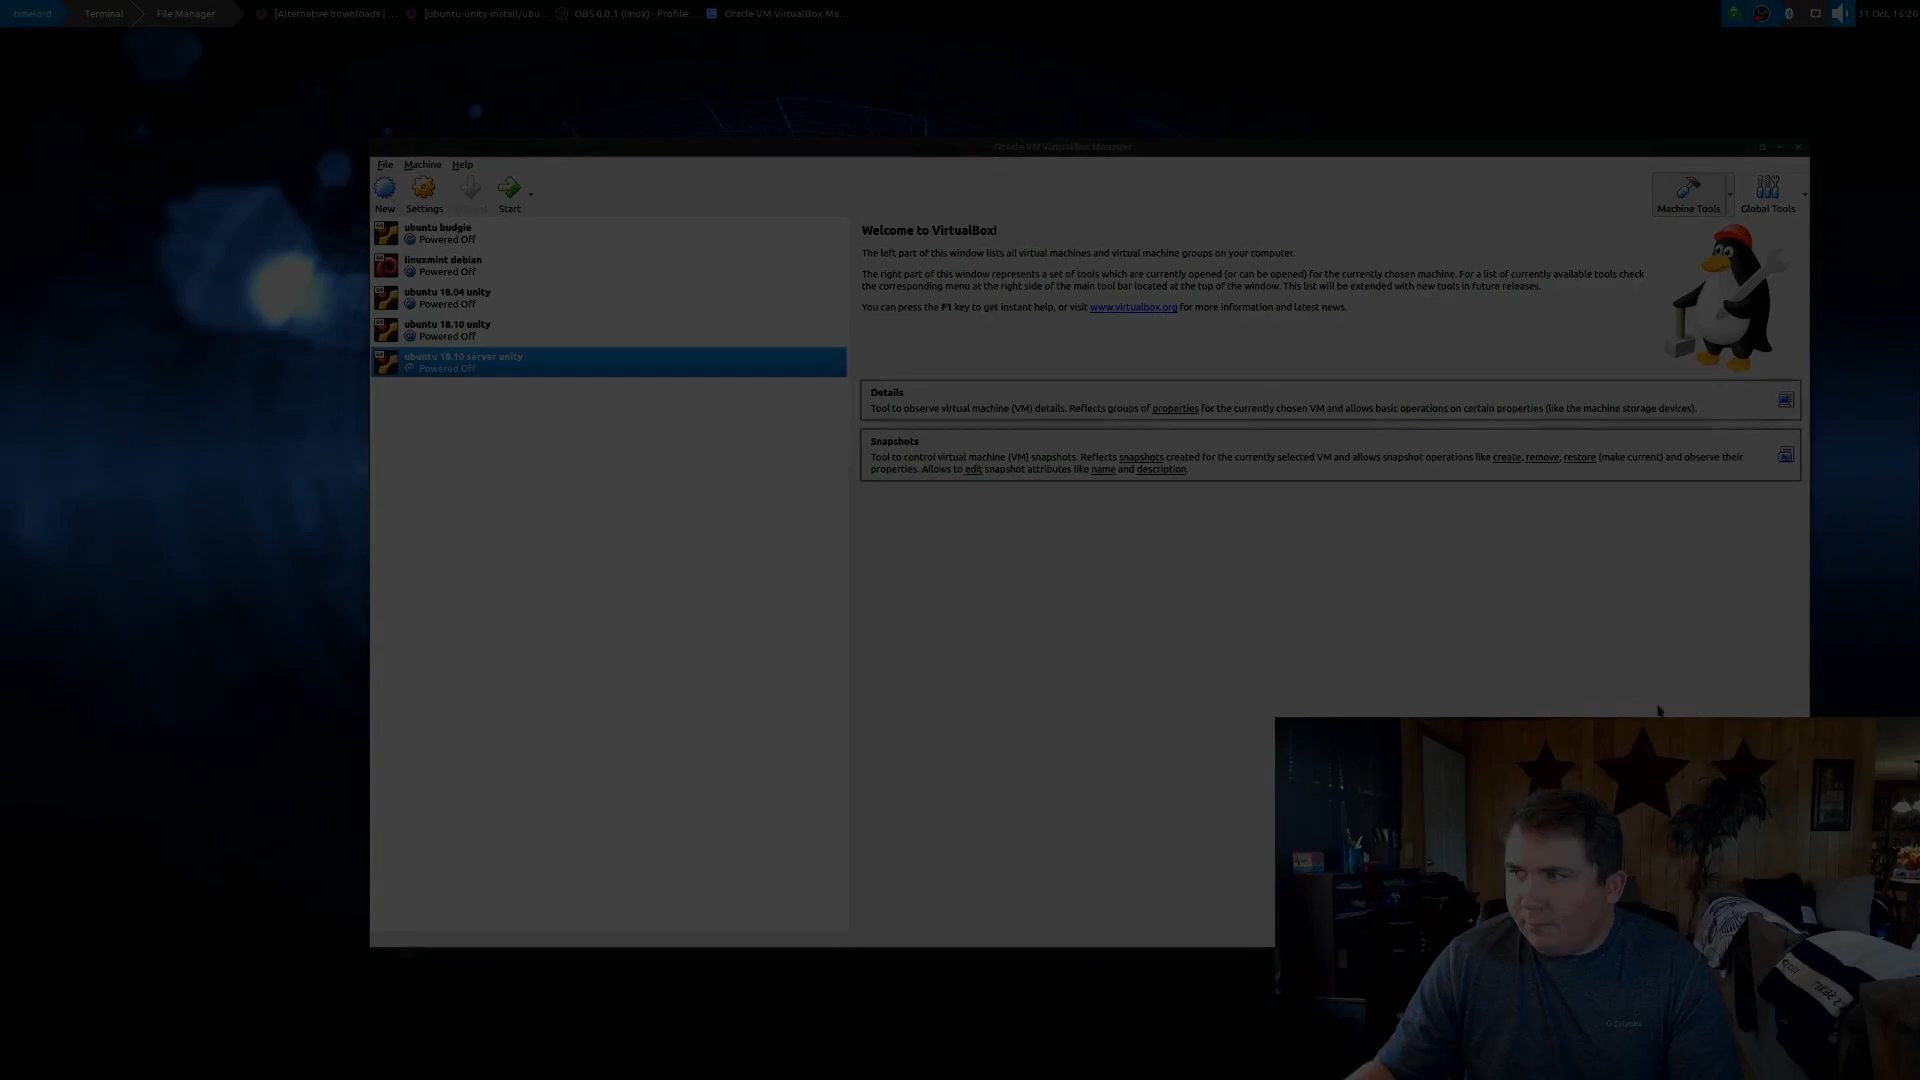 timelord
Terminal
File Manager
[Alternative downloads | ...
[ubuntu-unity-install/ubu...
OBS 0.0.1 (linux) - Profile: ...
Oracle VM VirtualBox Ma...
31 Oct, 15:20
Oracle VM VirtualBox Manager
File
Machine
Help
New
Settings
Start
Machine Tools
Global Tools
ubuntu budgie
Powered Off
linuxmint debian
Powered Off
ubuntu 18.04 unity
Powered Off
ubuntu 18.10 unity
Powered Off
ubuntu 18.10 server unity
Powered Off
Welcome to VirtualBox!
The left part of this window lists all virtual machines and virtual machine groups on your computer.
The right part of this window represents a set of tools which are currently opened (or can be opened) for the currently chosen machine. For a list of currently available tools check
the corresponding menu at the right side of the main tool bar located at the top of the window. This list will be extended with new tools in future releases.
You can press the F1 key to get instant help, or visit www.virtualbox.org for more information and latest news.
Details
Tool to observe virtual machine (VM) details. Reflects groups of properties for the currently chosen VM and allows basic operations on certain properties (like the machine storage devices).
Snapshots
Tool to control virtual machine (VM) snapshots. Reflects snapshots created for the currently selected VM and allows snapshot operations like create, remove, restore (make current) and observe their
properties. Allows to edit snapshot attributes like name and description.
Columbia